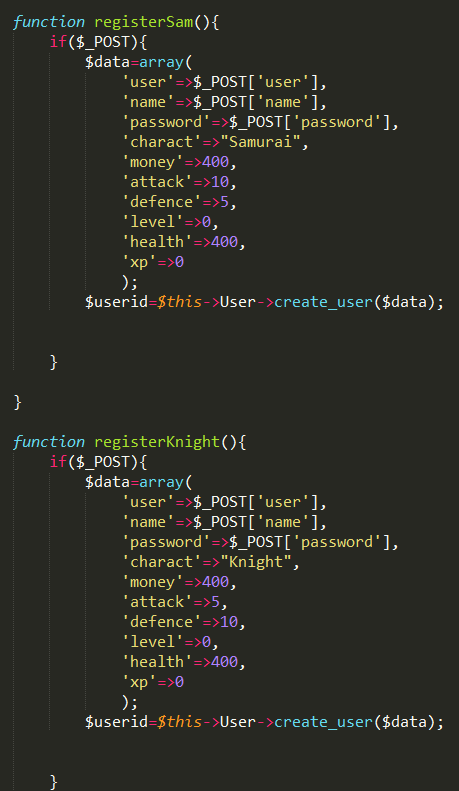 function registerSam(){
if($_POST){
$data=array(
'user'=>$_POST['user'],
'name'=>$_POST['name'],
'password'=>$_POST['password'],
'charact'=>"Samurai",
'money'=>400,
'attack'=>10,
'defence'=>5,
'level'=>0,
'health'=>400,
'xp'=>0
);
$userid=$this->User->create_user($data);
}
}
function registerKnight(){
if($_POST){
$data=array(
'user'=>$_POST['user'],
'name'=>$_POST['name'],
'password'=>$_POST['password'],
'charact'=>"Knight",
'money'=>400,
'attack'=>5,
'defence'=>10,
'level'=>0,
'health'=>400,
'xp'=>0
);
$userid=$this->User->create_user($data);
}